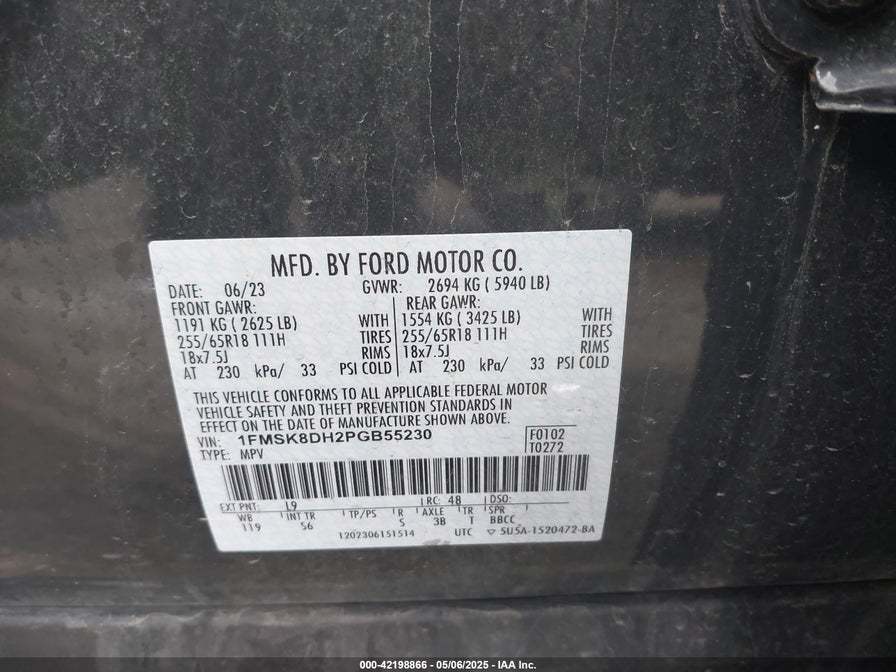 MFD. BY FORD MOTOR CO.
DATE: 06/23 GVWR: 2694 KG ( 5940 LB)
FRONT GAWR: REAR GAWR:
1191 KG ( 2625 LB) WITH 1554 KG ( 3425 LB) WITH
255/65R18 111H TIRES 255/65R18 111H TIRES
18x7.5J RIMS 18x7.5J RIMS
AT 230 kPa/ 33 PSI COLD AT 230 kPa/ 33 PSI COLD
THIS VEHICLE CONFORMS TO ALL APPLICABLE FEDERAL MOTOR
VEHICLE SAFETY AND THEFT PREVENTION STANDARDS IN
EFFECT ON THE DATE OF MANUFACTURE SHOWN ABOVE.
VIN: 1FMSK8DH2PGB55230 F0102
TYPE: MPV T0272
EXT PNT: L9 RC: 48 DSO:
WB INT TR TP/PS R AXLE TR SPR
119 S6 S 3B T BBCC
1202306151514 UTC 5U5A-1520472-BA
000-42198866 - 05/06/2025 - IAA Inc.